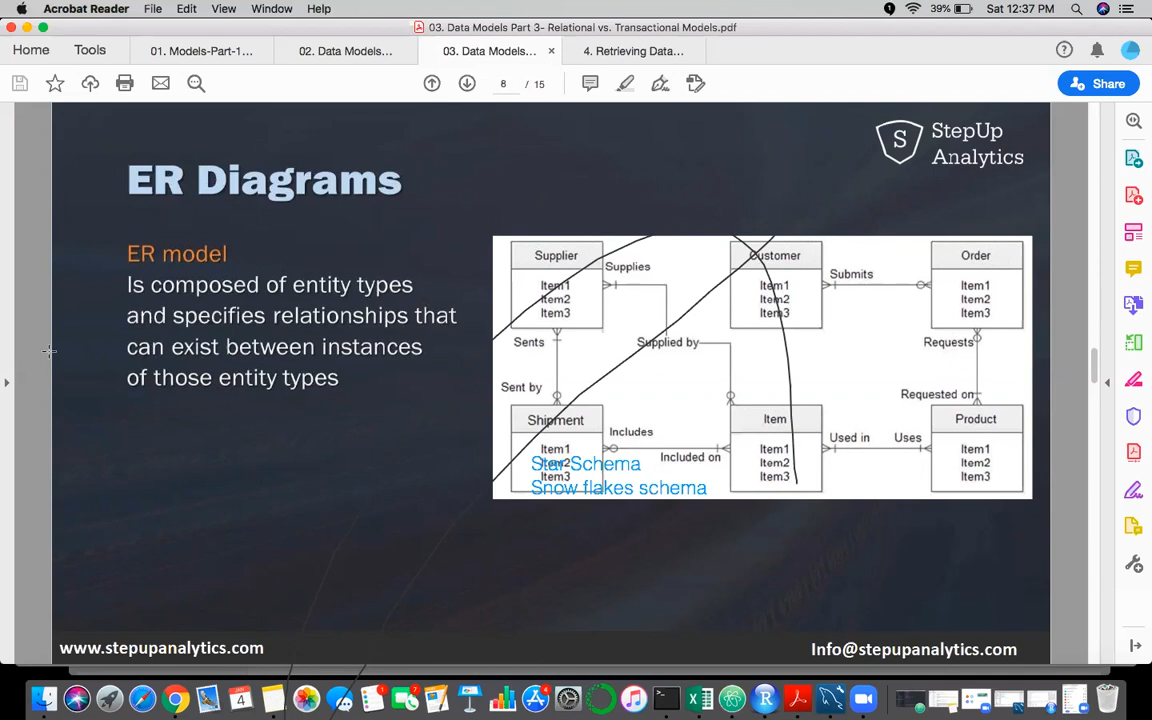 Acrobat Reader File Edit View Window Help
39% Sat 12:37 PM
03. Data Models Part 3- Relational vs. Transactional Models.pdf
Home Tools 01. Models-Part-1... 02. Data Models... 03. Data Models... × 4. Retrieving Data...
8 / 15
Share
S
StepUp
Analytics
ER Diagrams
ER model
Is composed of entity types
and specifies relationships that
can exist between instances
of those entity types
Supplier
Item1
Item2
Item3
Supplies
Supplied by
Customer
Item1
Item2
Item3
Submits
Order
Item1
Item2
Item3
Sents
Sent by
Requests
Requested on
Shipment
Item1
Item2
Item3
Includes
Included on
Item
Item1
Item2
Item3
Used in
Uses
Product
Item1
Item2
Item3
Star Schema
Snow flakes schema
www.stepupanalytics.com
Info@stepupanalytics.com